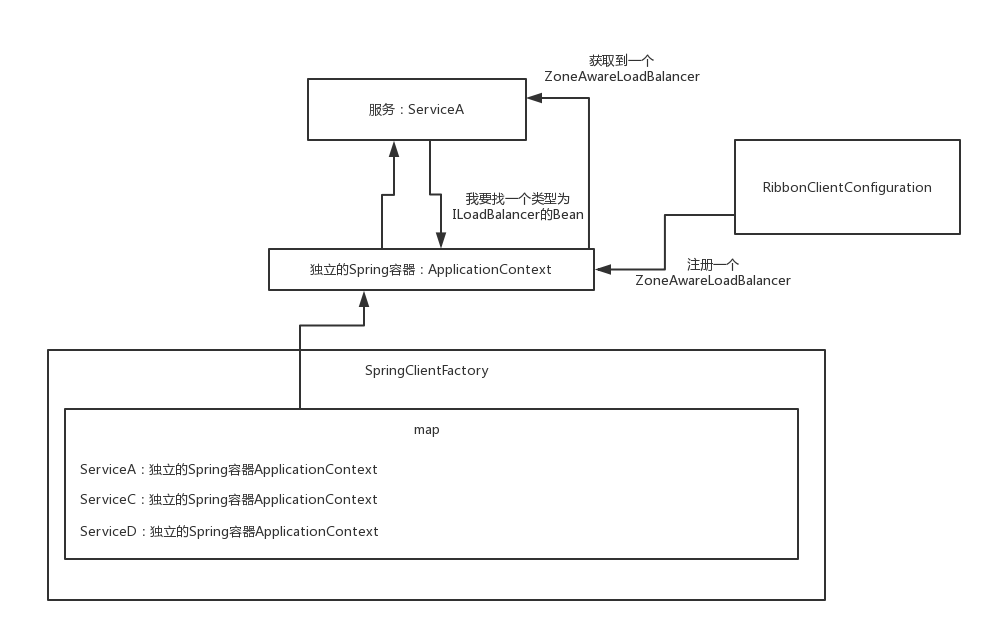 获取到一个
ZoneAwareLoadBalancer
服务：ServiceA
RibbonClientConfiguration
我要找一个类型为
ILoadBalancer的Bean
独立的Spring容器：ApplicationContext
注册一个
ZoneAwareLoadBalancer
SpringClientFactory
map
ServiceA：独立的Spring容器ApplicationContext
ServiceC：独立的Spring容器ApplicationContext
ServiceD：独立的Spring容器ApplicationContext